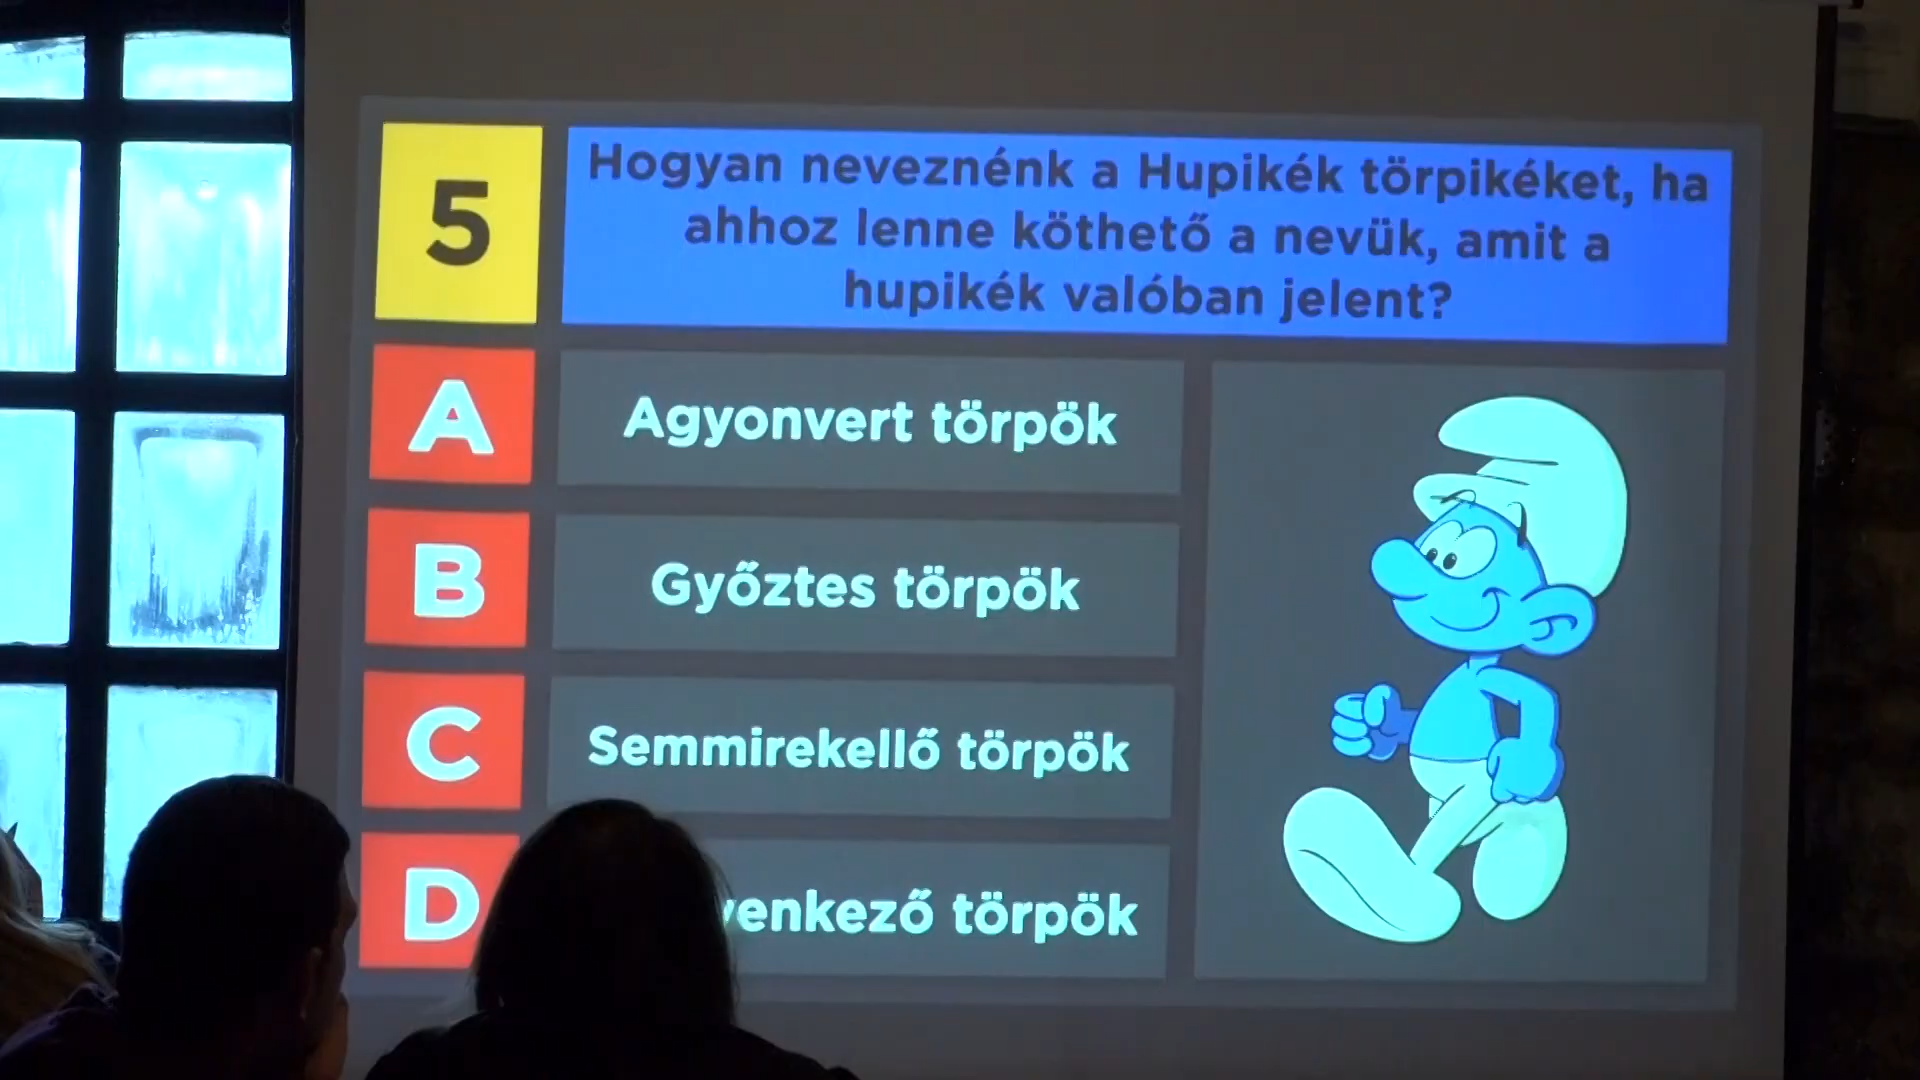 5
Hogyan neveznénk a Hupikék törpikéket, ha
ahhoz lenne köthető a nevük, amit a
hupikék valóban jelent?
A
Agyonvert törpök
B
Győztes törpök
C
Semmirekellő törpök
D
törpök